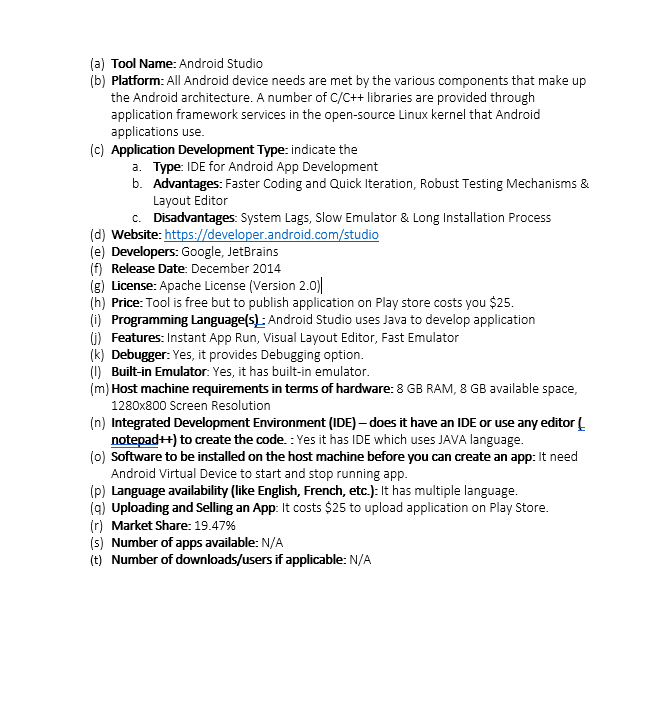 (a) Tool Name: Android Studio
(b) Platform: All Android device needs are met by the various components that make up
the Android architecture. A number of C/C++ libraries are provided through
application framework services in the open-source Linux kernel that Android
applications use.
(c) Application Development Type: indicate the
a. Type: IDE for Android App Development
b. Advantages: Faster Coding and Quick Iteration, Robust Testing Mechanisms &
Layout Editor
c. Disadvantages: System Lags, Slow Emulator & Long Installation Process
(d) Website: https://developer.android.com/studio
(e) Developers: Google, JetBrains
(f) Release Date: December 2014
(g) License: Apache License (Version 2.0)
(h) Price: Tool is free but to publish application on Play store costs you $25.
(i) Programming Language(s) : Android Studio uses Java to develop application
(j) Features: Instant App Run, Visual Layout Editor, Fast Emulator
(k) Debugger: Yes, it provides Debugging option.
(l) Built-in Emulator: Yes, it has built-in emulator.
(m) Host machine requirements in terms of hardware: 8 GB RAM, 8 GB available space,
1280x800 Screen Resolution
(n) Integrated Development Environment (IDE) – does it have an IDE or use any editor (
notepad++) to create the code. : Yes it has IDE which uses JAVA language.
(o) Software to be installed on the host machine before you can create an app: It need
Android Virtual Device to start and stop running app.
(p) Language availability (like English, French, etc.): It has multiple language.
(q) Uploading and Selling an App: It costs $25 to upload application on Play Store.
(r) Market Share: 19.47%
(s) Number of apps available: N/A
(t) Number of downloads/users if applicable: N/A